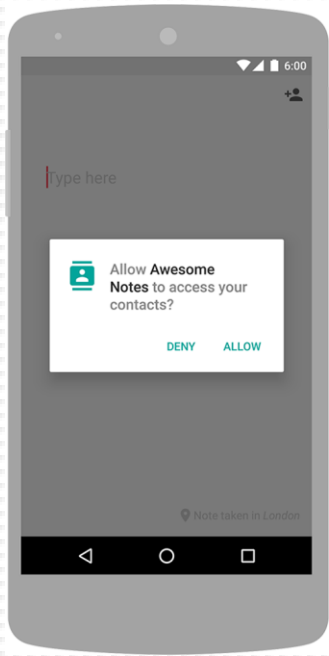 6:00
Type here
Allow Awesome
Notes to access your
contacts?
DENY ALLOW
Note taken in London